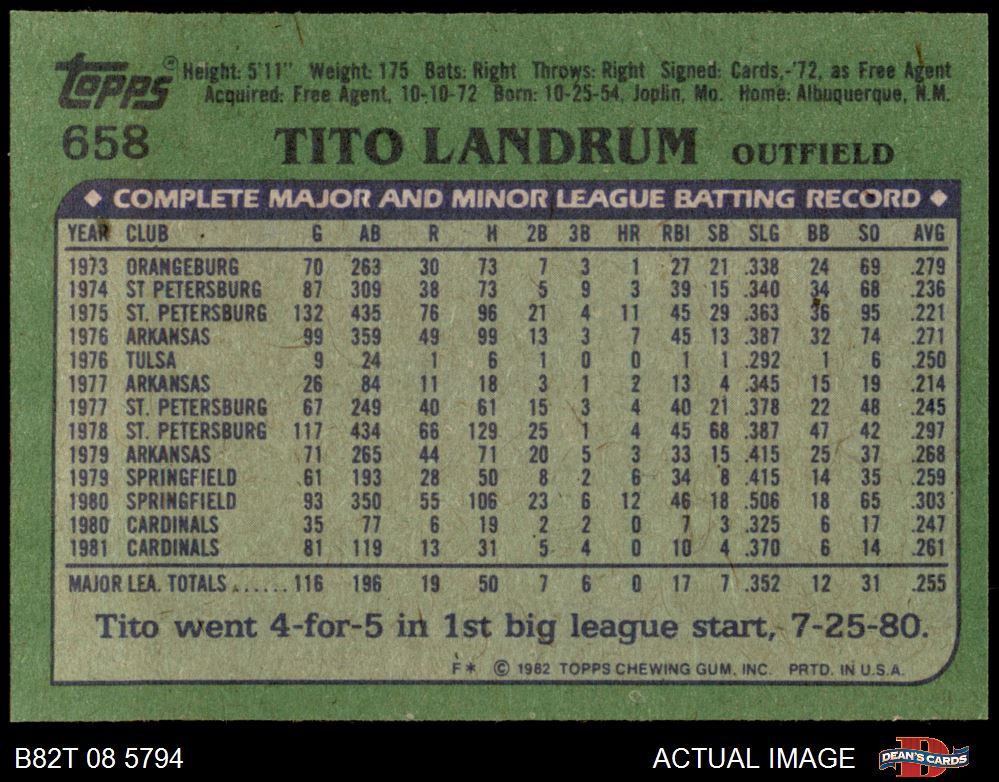 Topps® Height: 5'11" Weight: 175 Bats: Right Throws: Right Signed: Cards,-'72, as Free Agent
Acquired: Free Agent, 10-10-72 Born: 10-25-54, Joplin, Mo. Home: Albuquerque, N.M.
658 TITO LANDRUM OUTFIELD
◆ COMPLETE MAJOR AND MINOR LEAGUE BATTING RECORD ◆
YEAR CLUB G AB R H 2B 3B HR RBI SB SLG BB SO AVG
1973 ORANGEBURG 70 263 30 73 7 3 1 27 21 .338 24 69 .279
1974 ST PETERSBURG 87 309 38 73 5 9 3 39 15 .340 34 68 .236
1975 ST. PETERSBURG 132 435 76 96 21 4 11 45 29 .363 36 95 .221
1976 ARKANSAS 99 359 49 99 13 3 7 45 13 .387 32 74 .271
1976 TULSA 9 24 1 6 1 0 0 1 1 .292 1 6 .250
1977 ARKANSAS 26 84 11 18 3 1 2 13 4 .345 15 19 .214
1977 ST. PETERSBURG 67 249 40 61 15 3 4 40 21 .378 22 48 .245
1978 ST. PETERSBURG 117 434 66 129 25 1 4 45 68 .387 47 42 .297
1979 ARKANSAS 71 265 44 71 20 5 3 33 15 .415 25 37 .268
1979 SPRINGFIELD 61 193 28 50 8 2 6 34 8 .415 14 35 .259
1980 SPRINGFIELD 93 350 55 106 23 6 12 46 18 .506 18 65 .303
1980 CARDINALS 35 77 6 19 2 2 0 7 3 .325 6 17 .247
1981 CARDINALS 81 119 13 31 5 4 0 10 4 .370 6 14 .261
MAJOR LEA. TOTALS ...... 116 196 19 50 7 6 0 17 7 .352 12 31 .255
Tito went 4-for-5 in 1st big league start, 7-25-80.
F* © 1982 TOPPS CHEWING GUM, INC. PRTD. IN U.S.A.
B82T 08 5794 ACTUAL IMAGE D DEAN'S CARDS